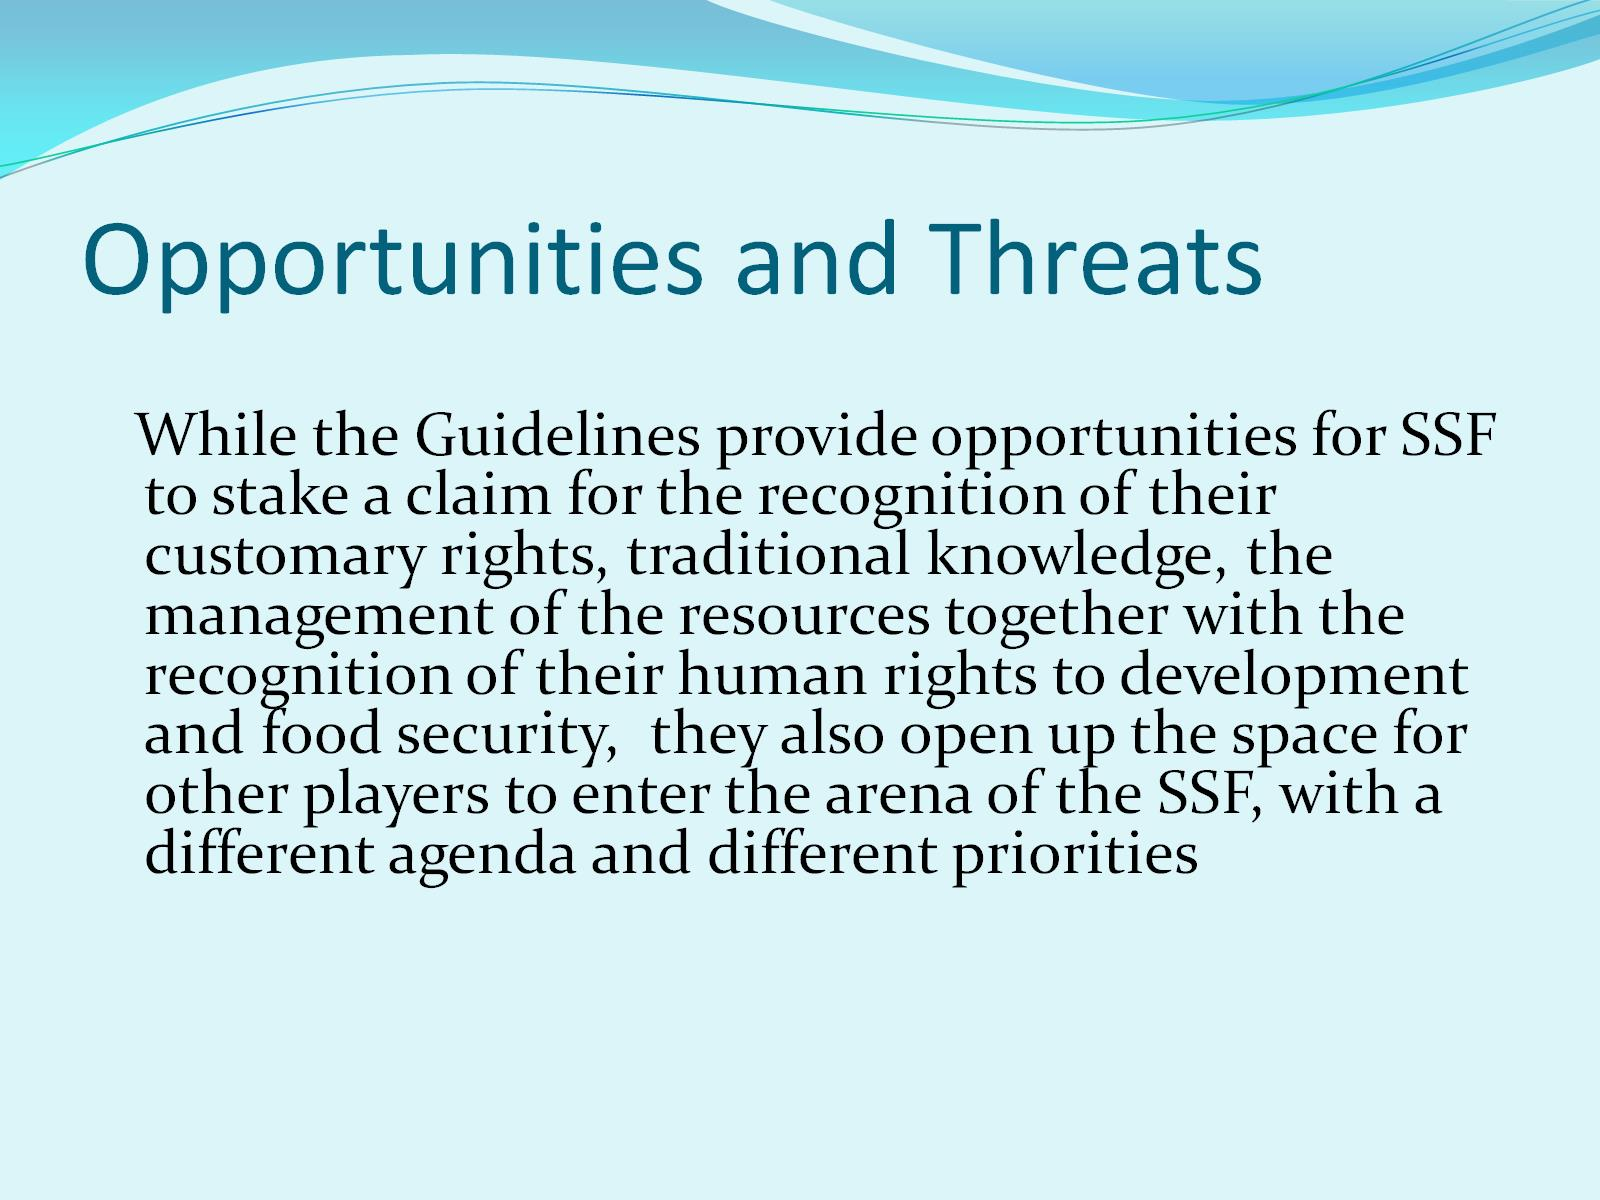 Opportunities and Threats
While the Guidelines provide opportunities for SSF
to stake a claim for the recognition of their
customary rights, traditional knowledge, the
management of the resources together with the
recognition of their human rights to development
and food security,  they also open up the space for
other players to enter the arena of the SSF, with a
different agenda and different priorities